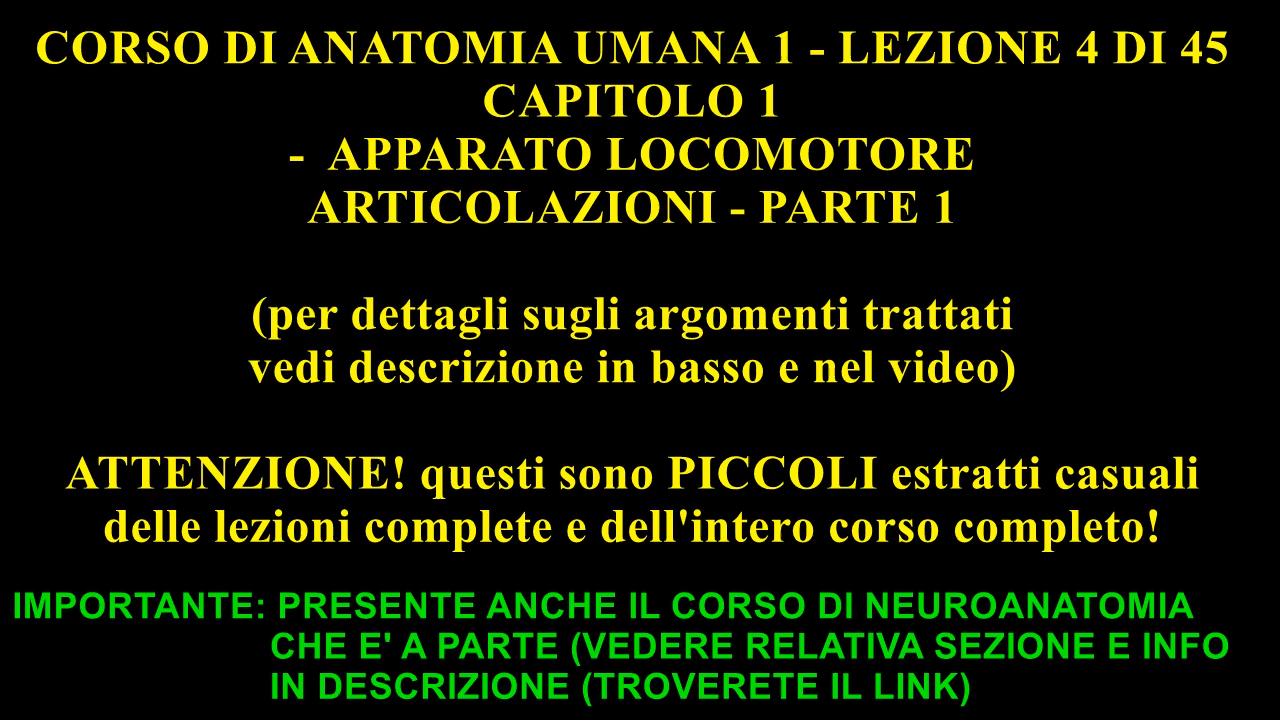 CORSO DI ANATOMIA UMANA 1 - LEZIONE 4 DI 45
CAPITOLO 1
- APPARATO LOCOMOTORE
ARTICOLAZIONI - PARTE 1
(per dettagli sugli argomenti trattati
vedi descrizione in basso e nel video)
ATTENZIONE! questi sono PICCOLI estratti casuali
delle lezioni complete e dell'intero corso completo!
IMPORTANTE: PRESENTE ANCHE IL CORSO DI NEUROANATOMIA
CHE E' A PARTE (VEDERE RELATIVA SEZIONE E INFO
IN DESCRIZIONE (TROVERETE IL LINK)